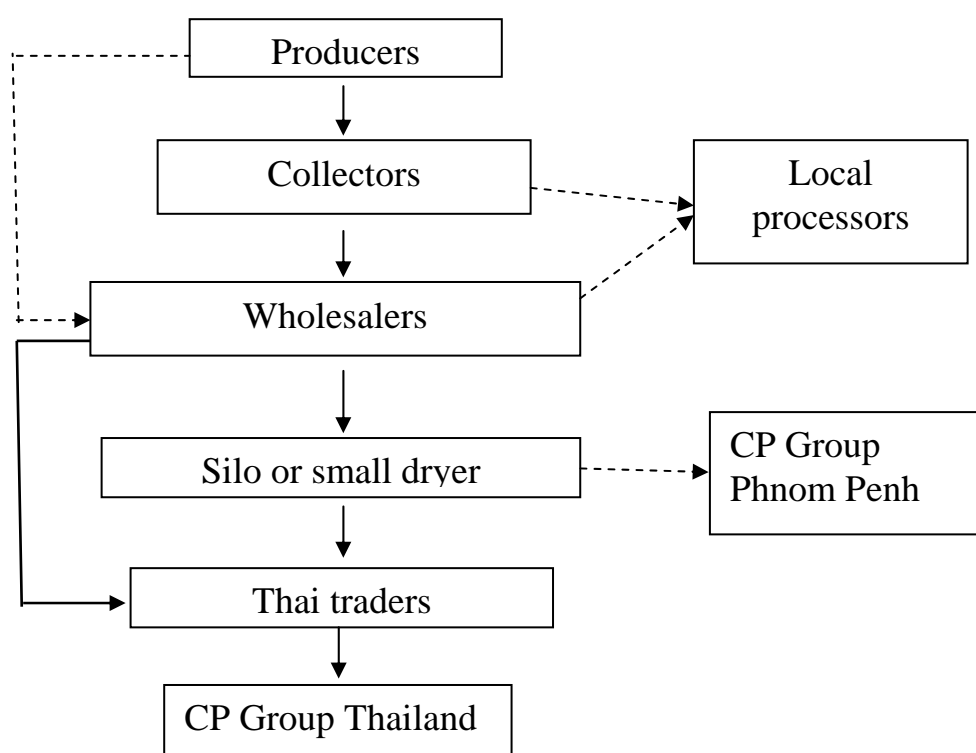 Producers
Collectors
Local
processors
Wholesalers
Silo or small dryer
CP Group
Phnom Penh
Thai traders
CP Group Thailand